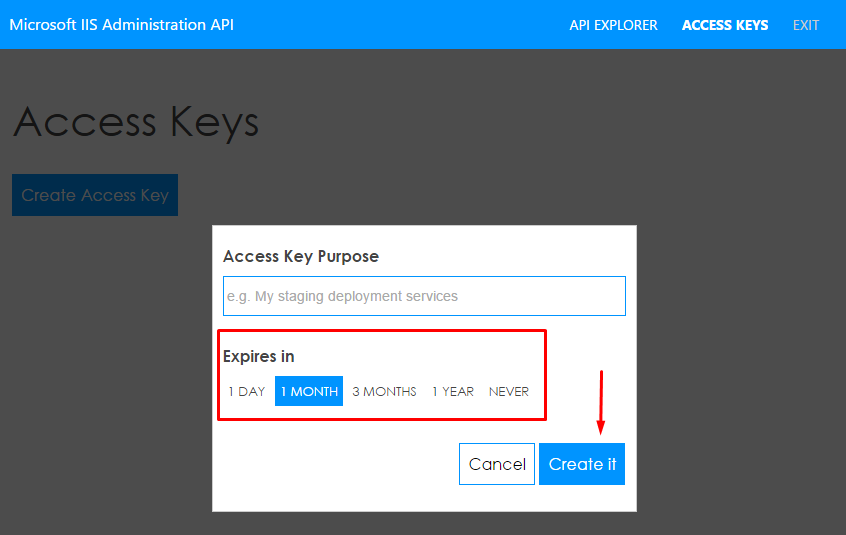 Microsoft IIS Administration API API EXPLORER ACCESS KEYS EXIT
Access Keys
Create Access Key
Access Key Purpose
e.g. My staging deployment services
Expires in
1 DAY 1 MONTH 3 MONTHS 1 YEAR NEVER
Cancel Create it